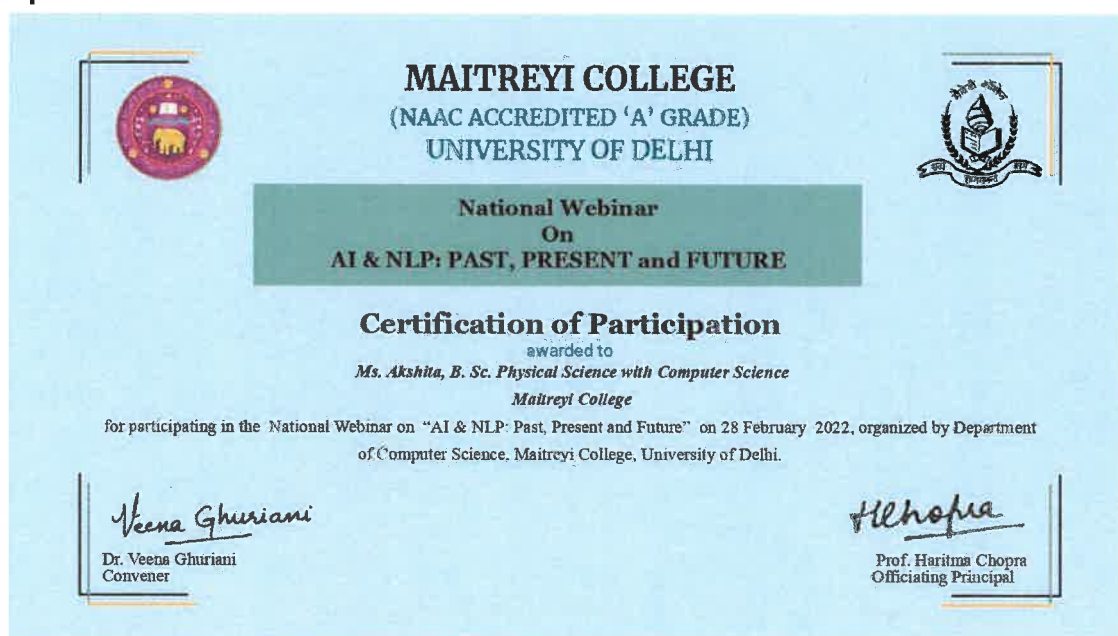 MAITREYI COLLEGE
(NAAC ACCREDITED ‘A’ GRADE)
UNIVERSITY OF DELHI
National Webinar
On
AI & NLP: PAST, PRESENT and FUTURE
Certification of Participation
awarded to
Ms. Akshita, B. Sc. Physical Science with Computer Science
Maitreyi College
for participating in the National Webinar on “AI & NLP: Past, Present and Future” on 28 February 2022, organized by Department
of Computer Science, Maitreyi College, University of Delhi.
Veena Ghuriani
Dr. Veena Ghuriani
Convener
HChopra
Prof. Haritma Chopra
Officiating Principal
मैत्रेयी कॉलेज